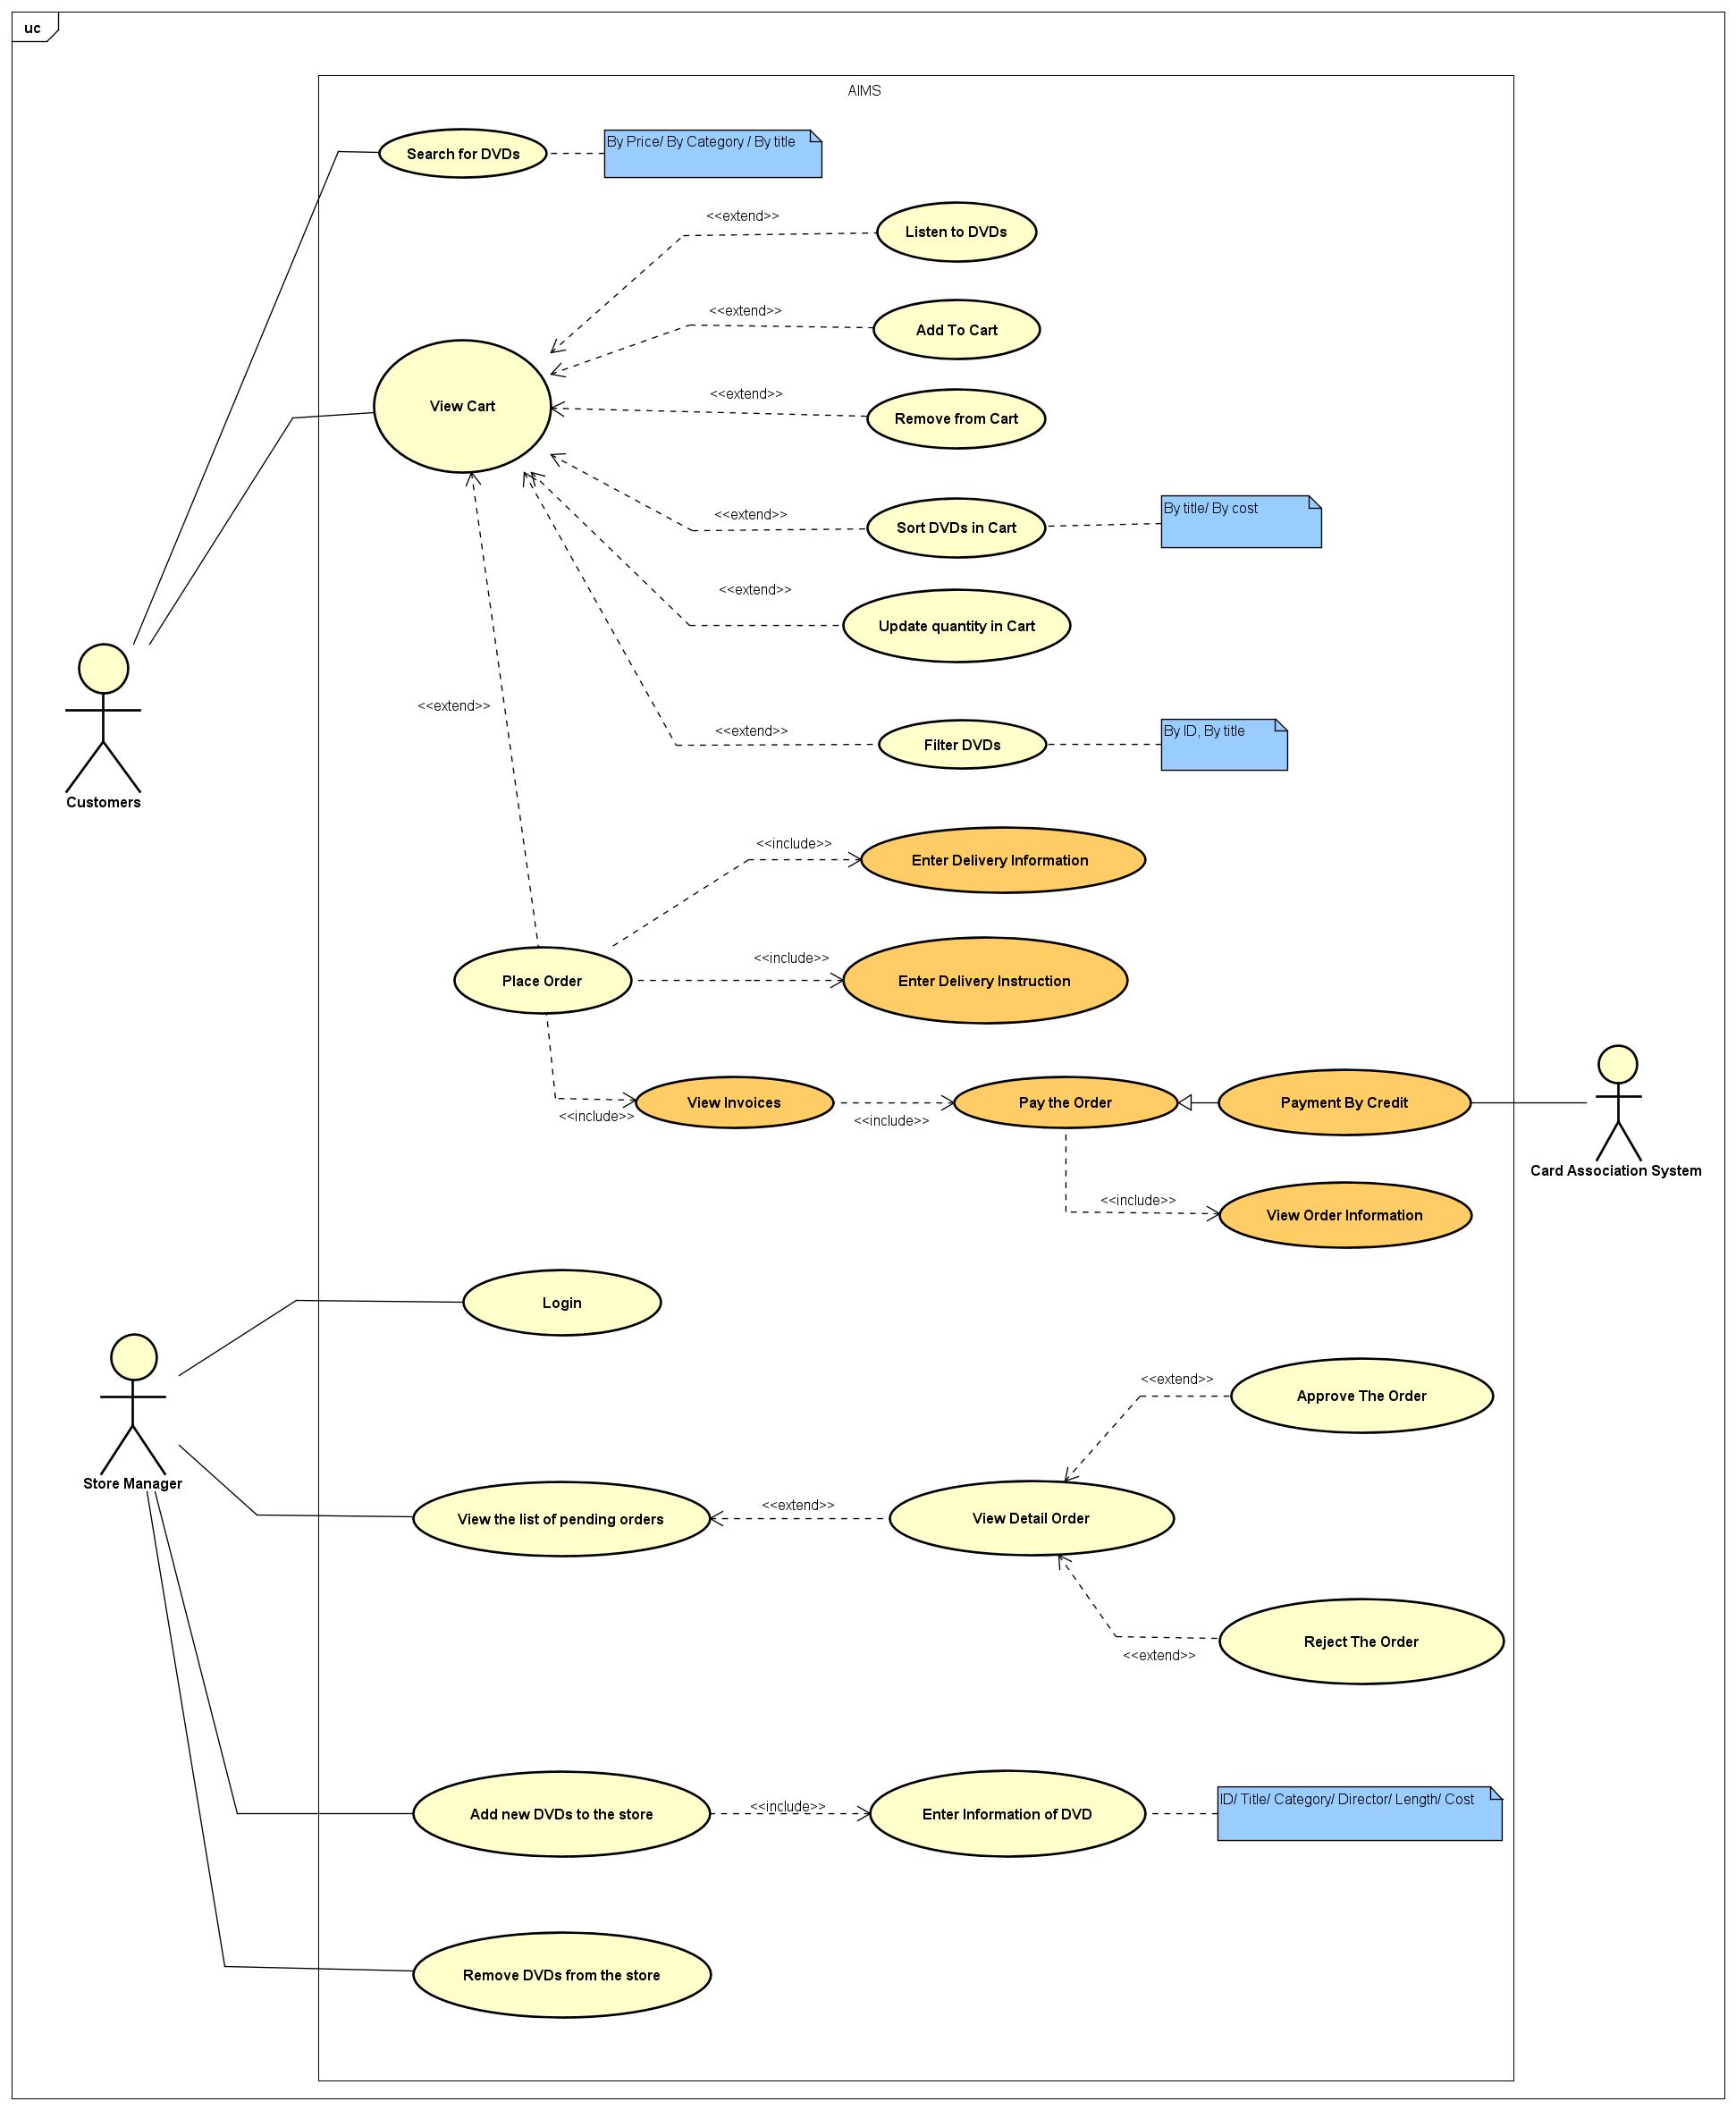 uc
AIMS
Search for DVDs
By Price/ By Category / By title
<<extend>>
Listen to DVDs
<<extend>>
Add To Cart
View Cart
<<extend>>
Remove from Cart
<<extend>>
Sort DVDs in Cart
By title/ By cost
<<extend>>
Update quantity in Cart
<<extend>>
<<extend>>
Filter DVDs
By ID, By title
Customers
<<include>>
Enter Delivery Information
<<include>>
Place Order
Enter Delivery Instruction
<<include>>
View Invoices
<<include>>
Pay the Order
Payment By Credit
Card Association System
<<include>>
View Order Information
Login
Store Manager
<<extend>>
Approve The Order
View the list of pending orders
<<extend>>
View Detail Order
<<extend>>
Reject The Order
Add new DVDs to the store
<<include>>
Enter Information of DVD
ID/ Title/ Category/ Director/ Length/ Cost
Remove DVDs from the store